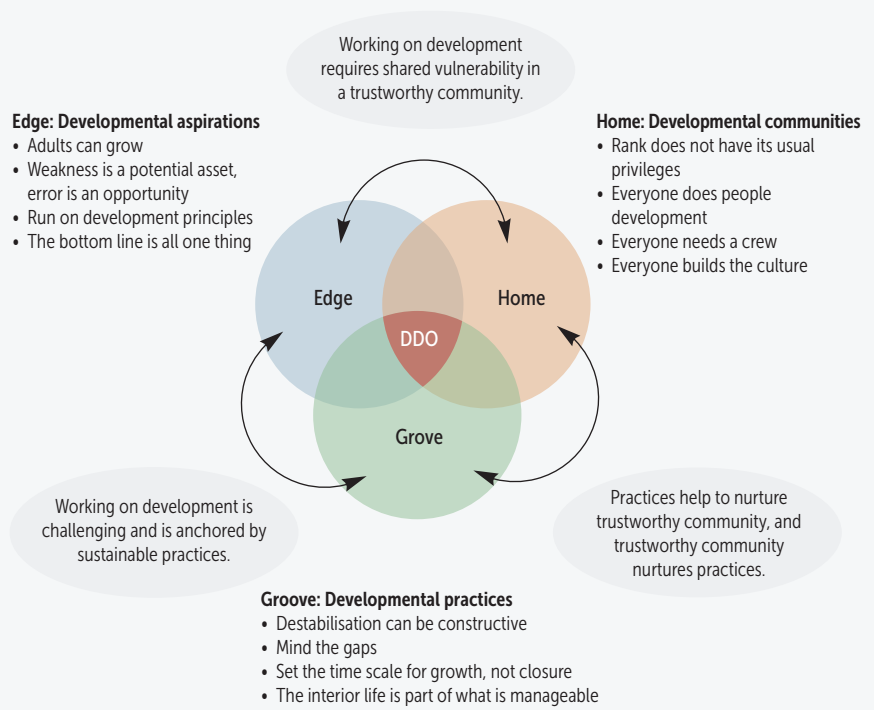 Working on development
requires shared vulnerability in
a trustworthy community.
Edge: Developmental aspirations
• Adults can grow
• Weakness is a potential asset,
error is an opportunity
• Run on development principles
• The bottom line is all one thing
Home: Developmental communities
• Rank does not have its usual
privileges
• Everyone does people
development
• Everyone needs a crew
• Everyone builds the culture
Edge
Home
DDO
Grove
Working on development is
challenging and is anchored by
sustainable practices.
Practices help to nurture
trustworthy community, and
trustworthy community
nurtures practices.
Groove: Developmental practices
• Destabilisation can be constructive
• Mind the gaps
• Set the time scale for growth, not closure
• The interior life is part of what is manageable